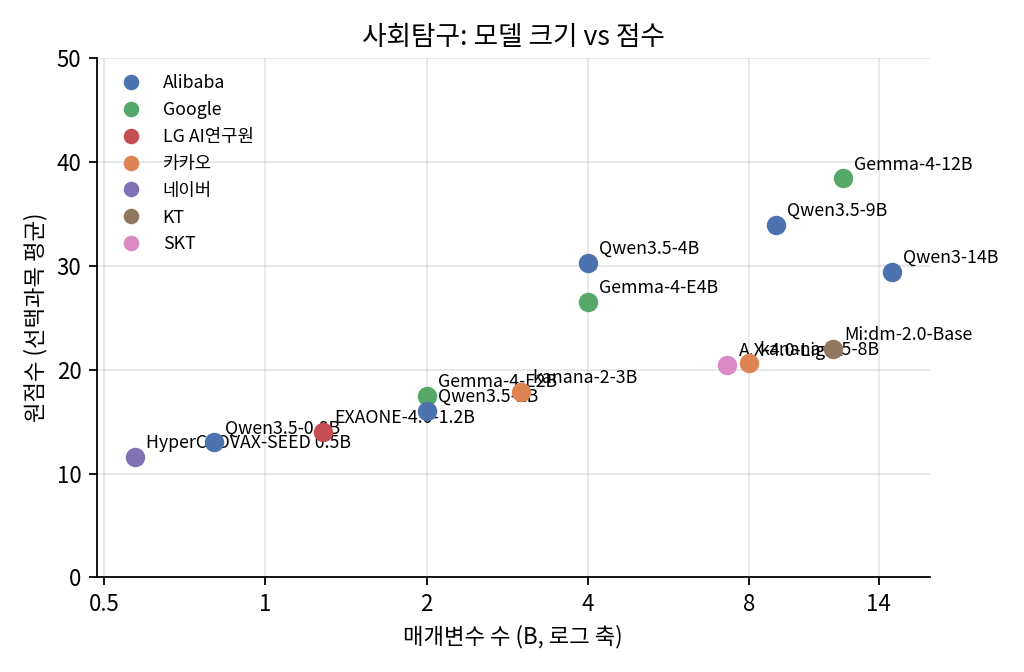 사회탐구: 모델 크기 vs 점수
50
40
30
20
10
0
원점수 (선택과목 평균)
Alibaba
Google
LG AI연구원
카카오
네이버
KT
SKT
Gemma-4-12B
Qwen3.5-9B
Qwen3.5-4B
Qwen3-14B
Gemma-4-E4B
Mi:dm-2.0-Base
Gemma-4-E2B
kanana-2-3B
EXAONE-4.0-1.2B
0.5
1
2
4
8
14
매개변수 수 (B, 로그 축)